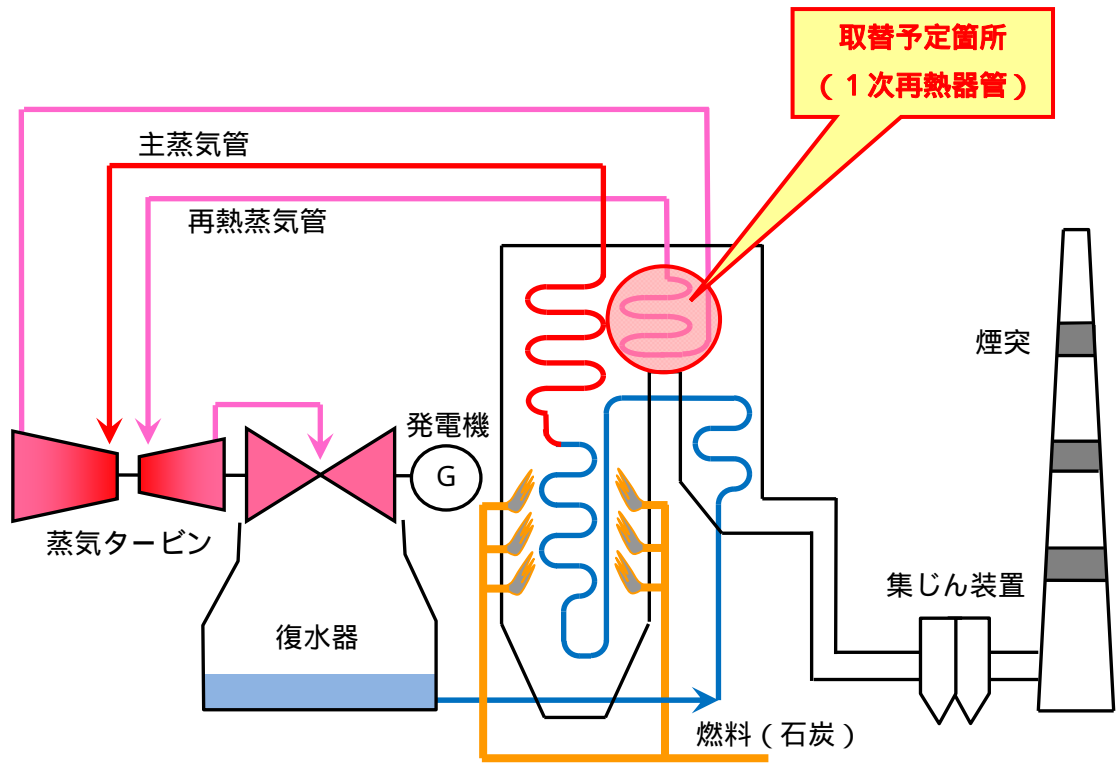 取替予定箇所
（１次再熱器管）
主蒸気管
再熱蒸気管
煙突
発電機
G
蒸気タービン
集じん装置
復水器
燃料（石炭）